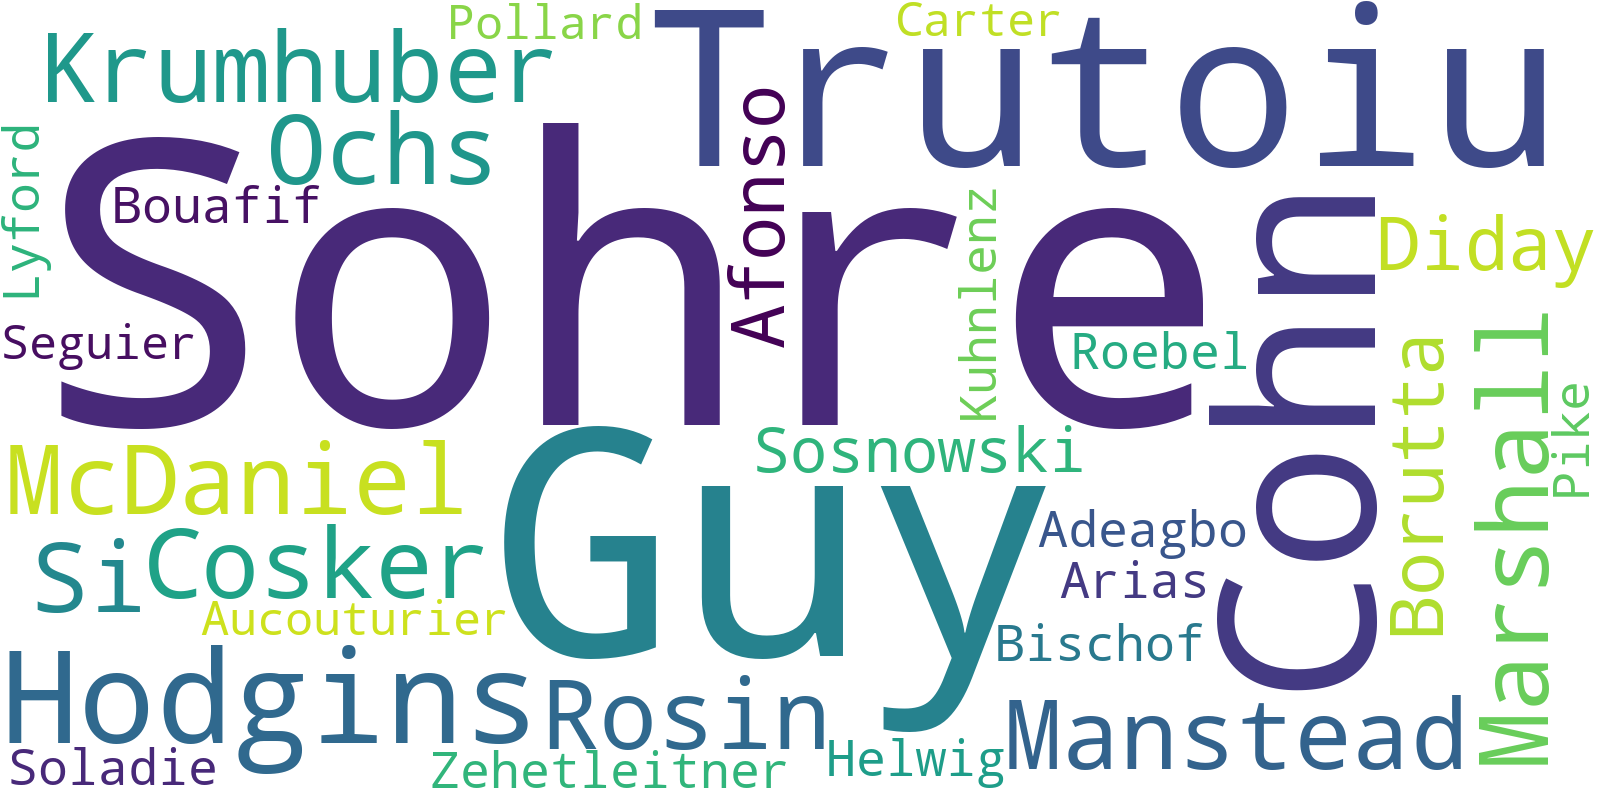 Pollard
Carter
Krumhuber
Trutoiu
Ochs
Afonso
Lyford
Bouafif
Sohre
Kuhnlenz
Cohn
Diday
Seguier
Roebel
Borutta
Marshall
Pike
McDaniel
Guy
Sosnowski
Si
Cosker
Adeagbo
Arias
Aucouturier
Bischof
Hodgins
Rosin
Manstead
Soladie
Zehetleitner
Helwig